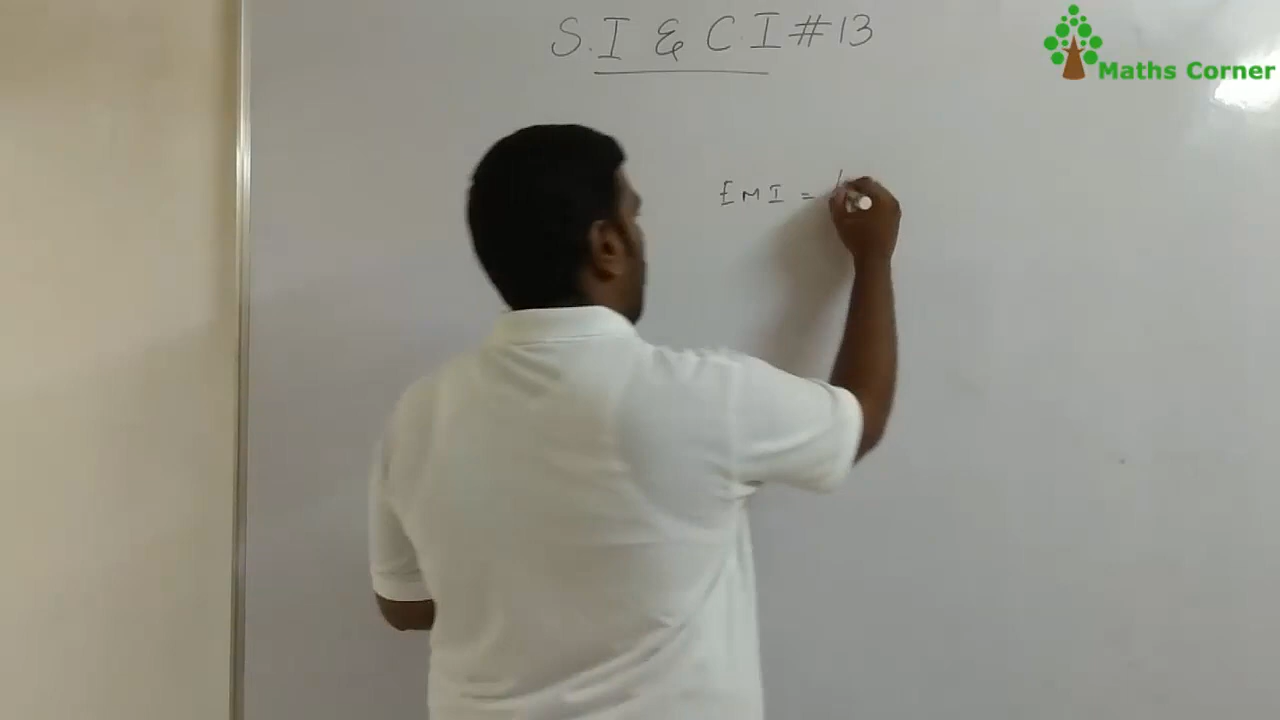 S.I & C.I #13
Maths Corner
EMI =